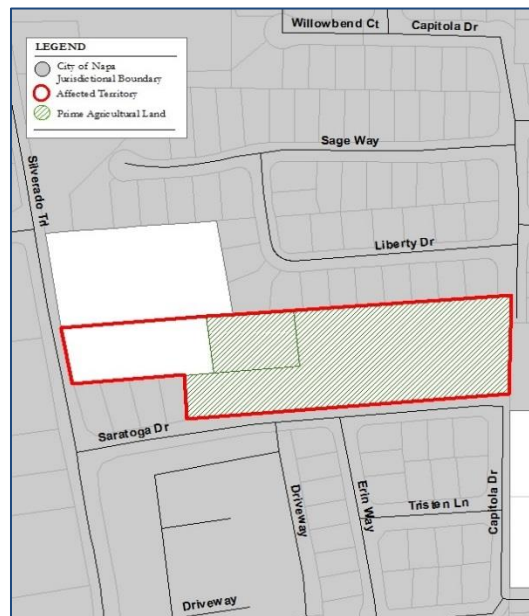 Willowbend Ct
Capitola Dr
LEGEND
City of Napa
Jurisdictional Boundary
Affected Territory
Prime Agricultural Land
Sage Way
Silverado Trl
Liberty Dr
Saratoga Dr
Driveway
Erin Way
Tristen Ln
Capitola Dr
Driveway